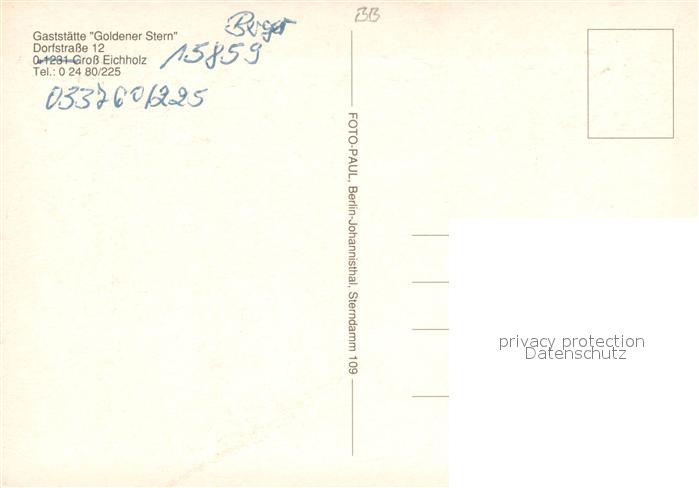 Gaststätte "Goldener Stern"
Dorfstraße 12
0-1231 Groß Eichholz
Tel.: 0 24 80/225
15859
033760/225
BB
FOTO-PAUL, Berlin-Johannisthal, Sterndamm 109
privacy protection
Datenschutz